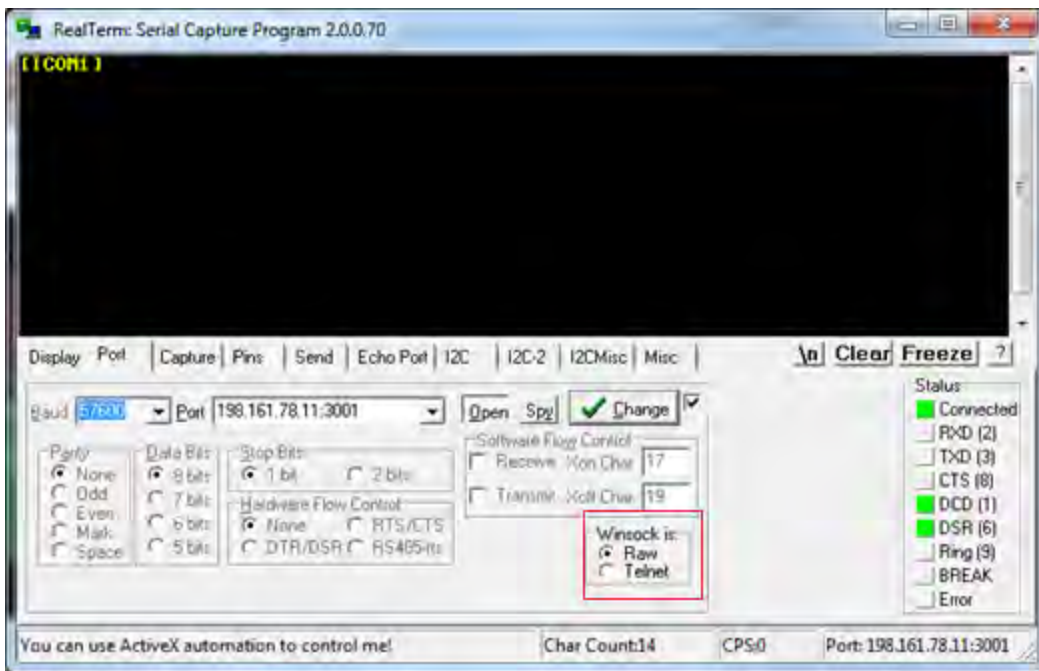 RealTerm: Serial Capture Program 2.0.0.70
[ICOM1]
Display Port Capture Pins Send Echo Port I2C I2C-2 I2CMisc Misc \n Clear Freeze ?
Baud 57600 Port 198.161.78.11:3001 Open Spy Change
Status
Connected
RXD (2)
TXD (3)
CTS (8)
DCD (1)
DSR (6)
Ring (9)
BREAK
Error
Parity
None
Odd
Even
Mark
Space
Data Bits
8 bits
7 bits
6 bits
5 bits
Stop Bits
1 bit 2 bits
Hardware Flow Control
None RTS/CTS
DTR/DSR RS485-rts
Software Flow Control
Receive Xon Char 17
Transmit Xoff Char 19
Winsock is:
Raw
Telnet
You can use ActiveX automation to control me! Char Count:14 CPS:0 Port: 198.161.78.11:3001